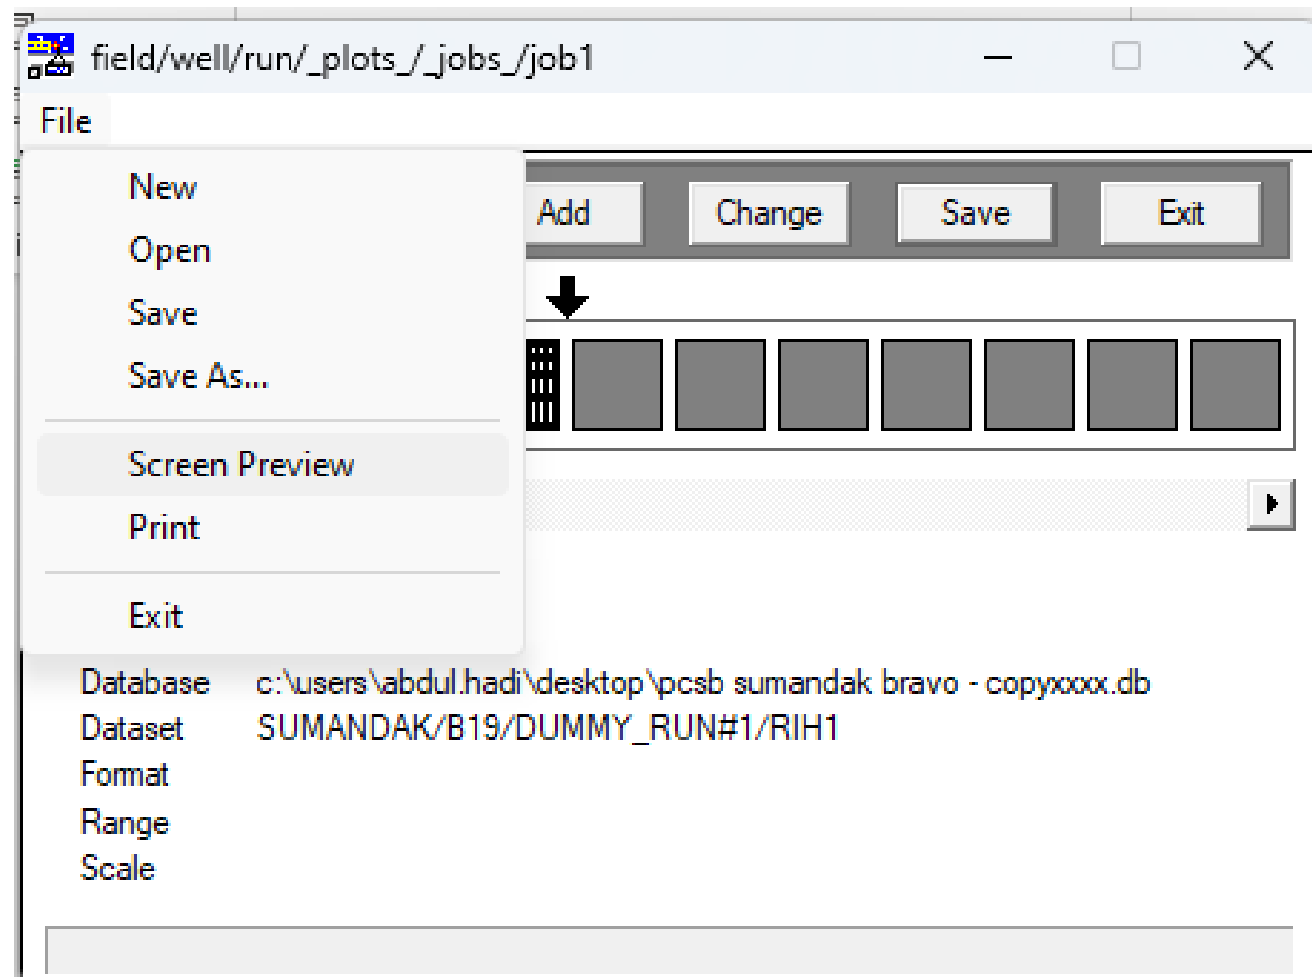 field/well/run/_plots_/_jobs_/job1
File
New
Open
Save
Save As...
Screen Preview
Print
Exit
Add Change Save Exit
Database c:\users\abdul.hadi\desktop\pcsb sumandak bravo - copyxxxx.db
Dataset SUMANDAK/B19/DUMMY_RUN#1/RIH1
Format
Range
Scale